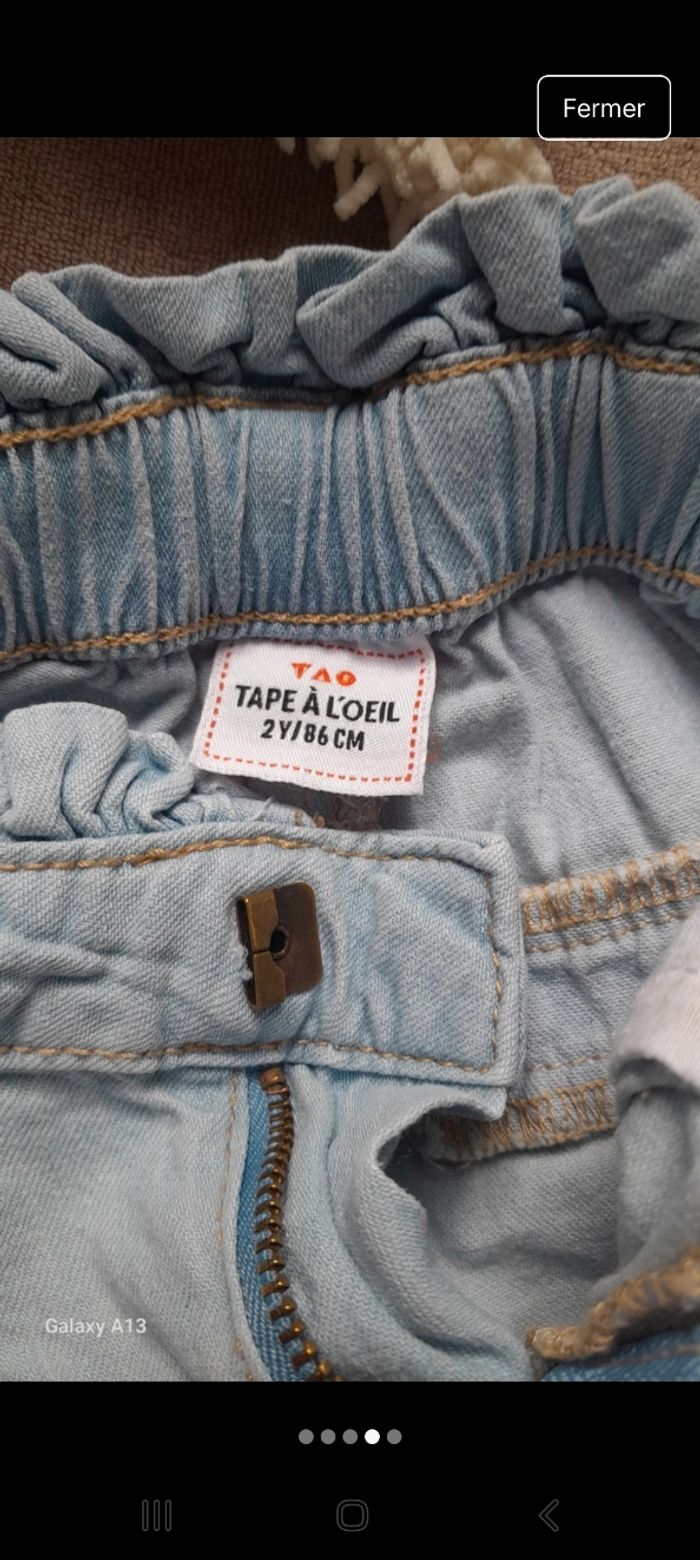 Fermer
TAO
TAPE À L'OEIL
2Y/86 CM
Galaxy A13